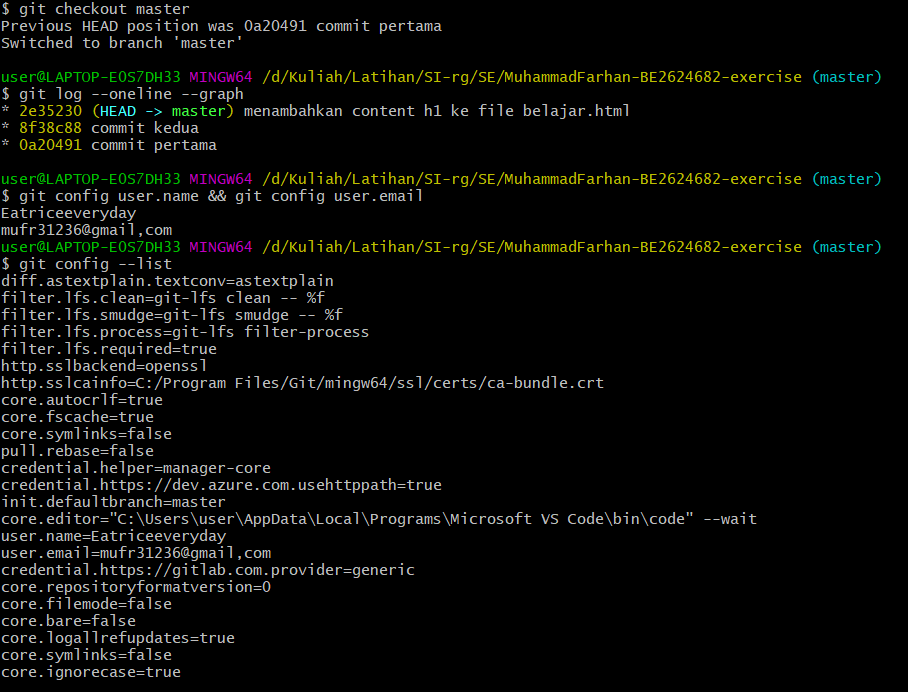 $ git checkout master
Previous HEAD position was 0a20491 commit pertama
Switched to branch 'master'
user@LAPTOP-E0S7DH33 MINGW64 /d/Kuliah/Latihan/SI-rg/SE/MuhammadFarhan-BE2624682-exercise (master)
$ git log --oneline --graph
* 2e35230 (HEAD -> master) menambahkan content h1 ke file belajar.html
* 8f38c88 commit kedua
* 0a20491 commit pertama
user@LAPTOP-E0S7DH33 MINGW64 /d/Kuliah/Latihan/SI-rg/SE/MuhammadFarhan-BE2624682-exercise (master)
$ git config user.name && git config user.email
Eatriceeveryday
mufr31236@gmail,com
user@LAPTOP-E0S7DH33 MINGW64 /d/Kuliah/Latihan/SI-rg/SE/MuhammadFarhan-BE2624682-exercise (master)
$ git config --list
diff.astextplain.textconv=astextplain
filter.lfs.clean=git-lfs clean -- %f
filter.lfs.smudge=git-lfs smudge -- %f
filter.lfs.process=git-lfs filter-process
filter.lfs.required=true
http.sslbackend=openssl
http.sslcainfo=C:/Program Files/Git/mingw64/ssl/certs/ca-bundle.crt
core.autocrlf=true
core.fscache=true
core.symlinks=false
pull.rebase=false
credential.helper=manager-core
credential.https://dev.azure.com.usehttppath=true
init.defaultbranch=master
core.editor="C:\Users\user\AppData\Local\Programs\Microsoft VS Code\bin\code" --wait
user.name=Eatriceeveryday
user.email=mufr31236@gmail,com
credential.https://gitlab.com.provider=generic
core.repositoryformatversion=0
core.filemode=false
core.bare=false
core.logallrefupdates=true
core.symlinks=false
core.ignorecase=true